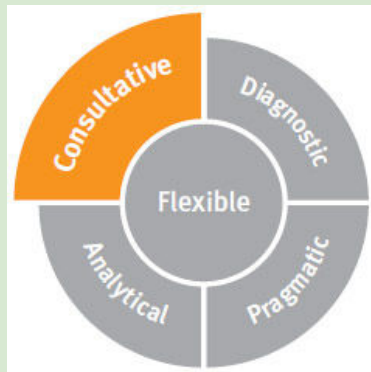 Consultative
Diagnostic
Flexible
Analytical
Pragmatic